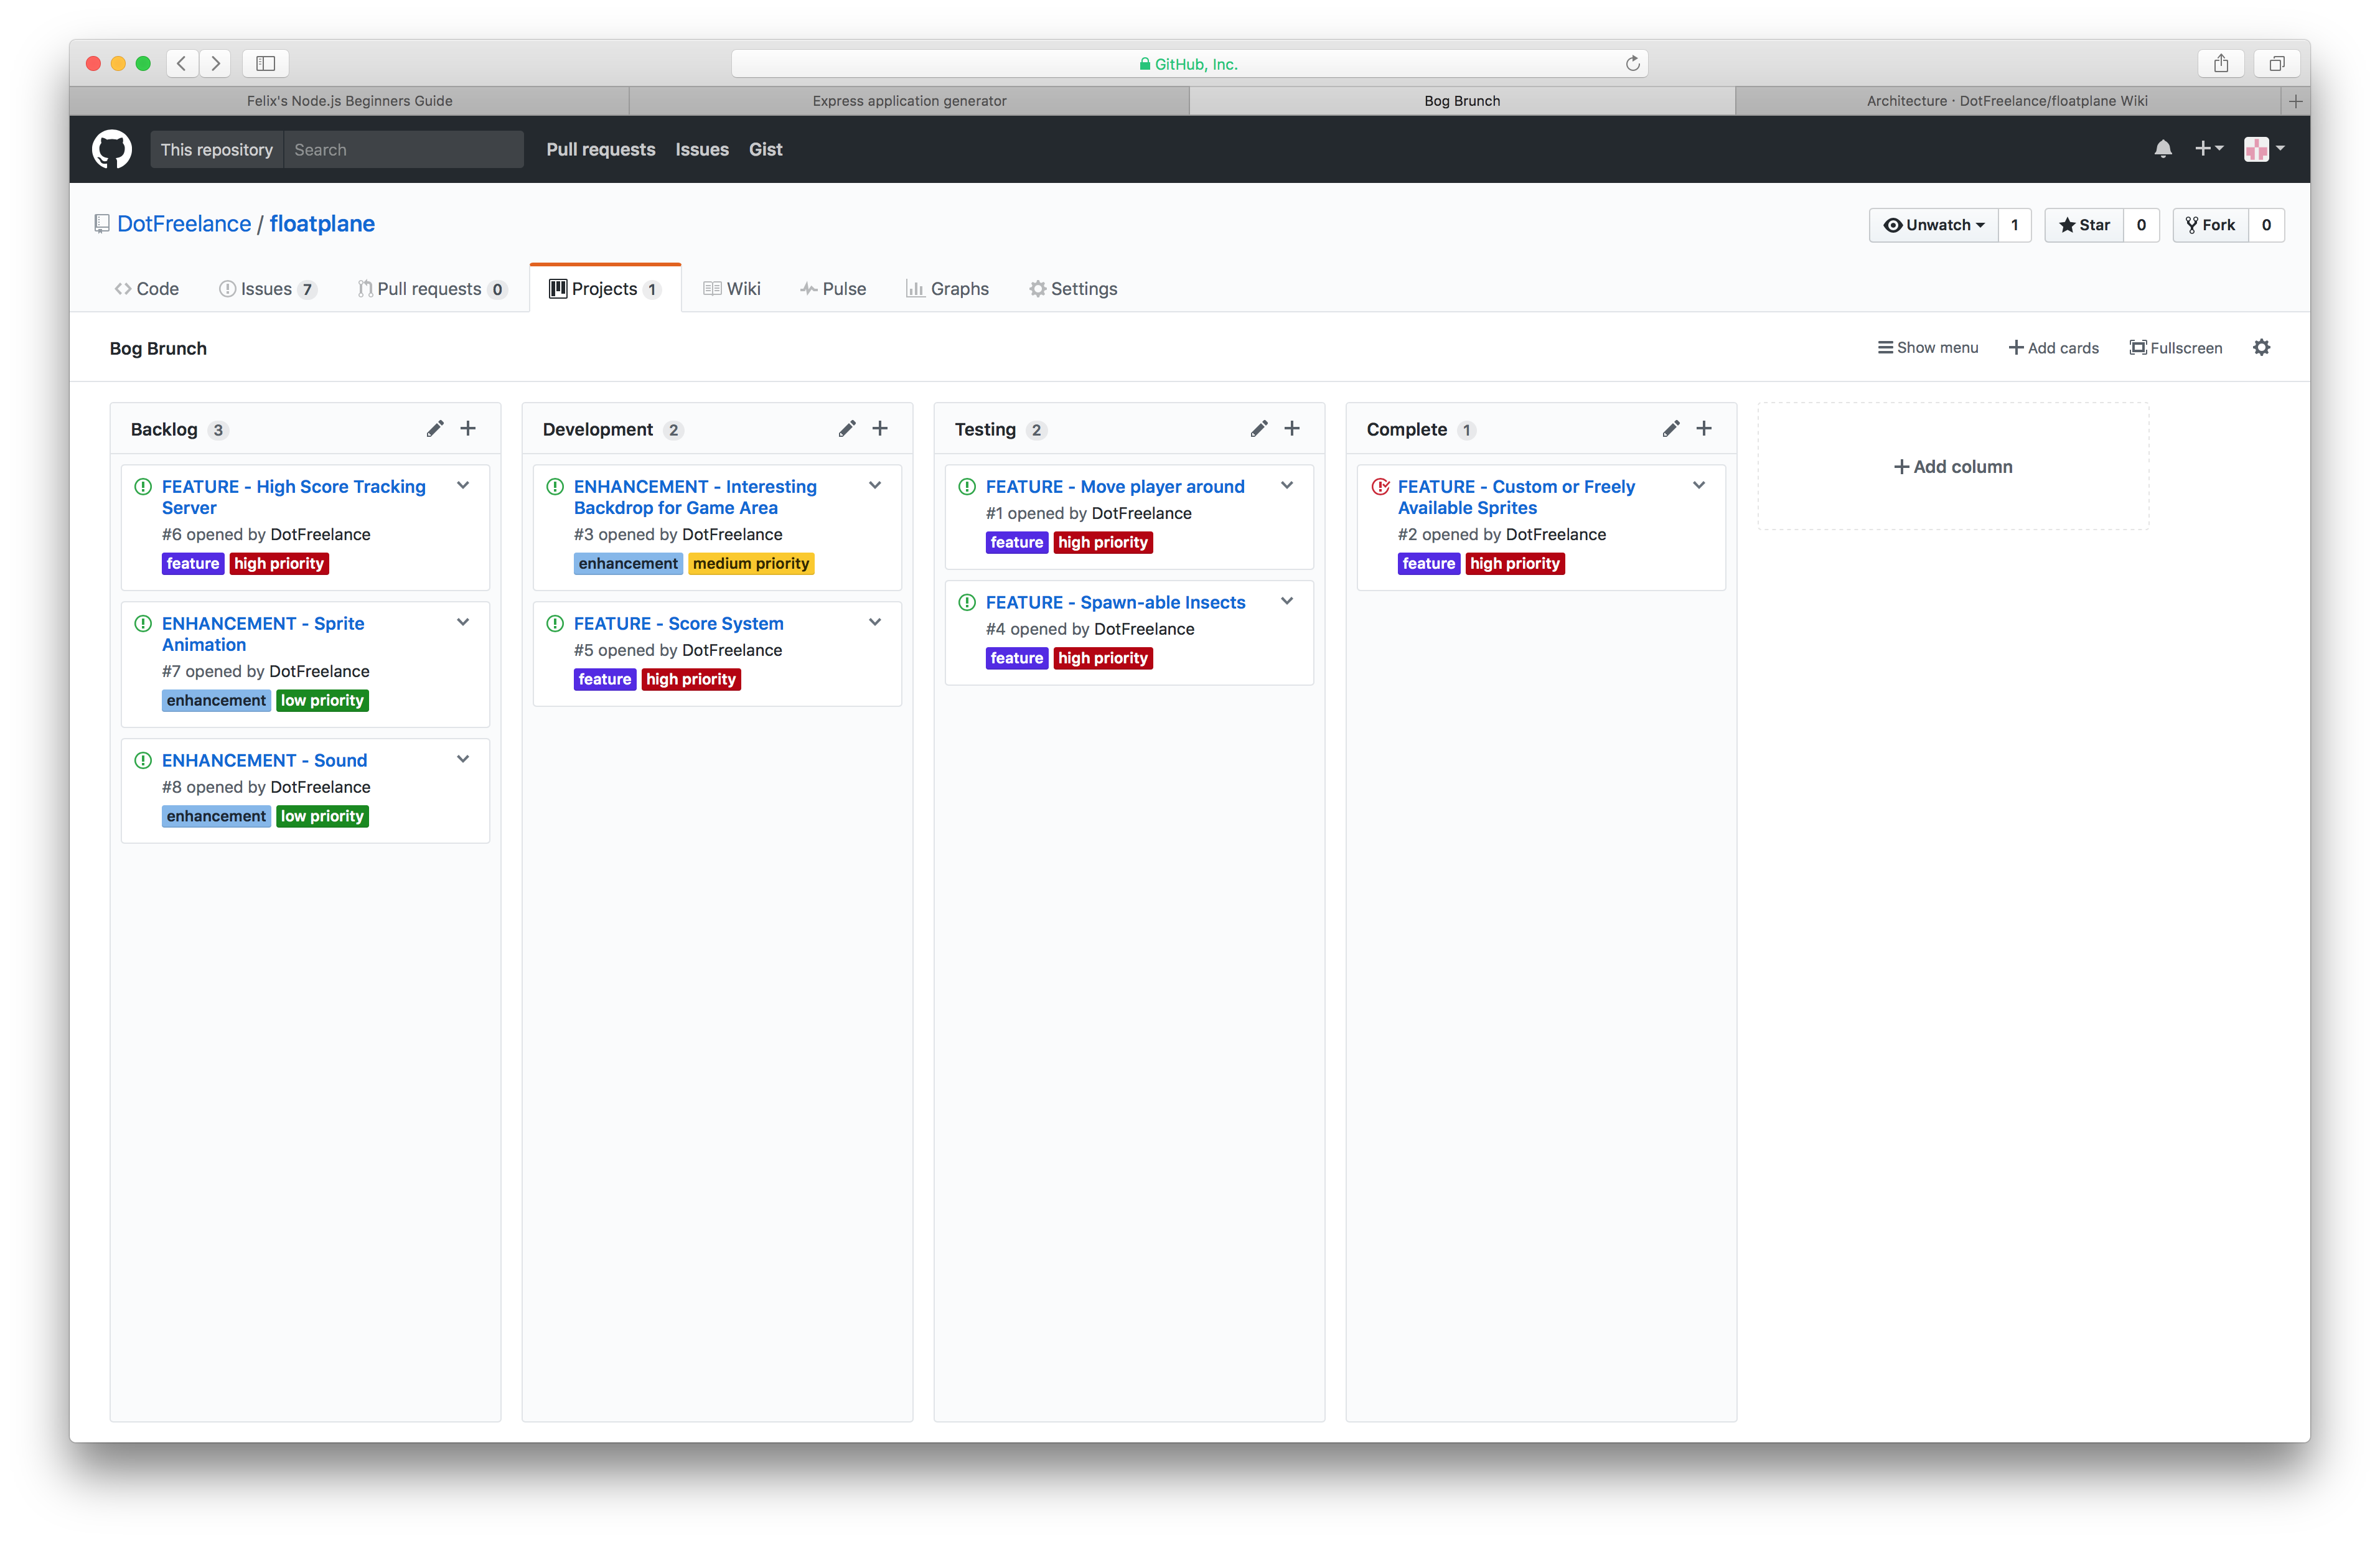 GitHub, Inc.
Felix's Node.js Beginners Guide
Express application generator
Bog Brunch
Architecture · DotFreelance/floatplane Wiki
This repository
Search
Pull requests
Issues
Gist
DotFreelance / floatplane
Unwatch
1
Star
0
Fork
0
Code
Issues 7
Pull requests 0
Projects 1
Wiki
Pulse
Graphs
Settings
Bog Brunch
Show menu
Add cards
Fullscreen
Backlog 3
FEATURE - High Score Tracking
Server
#6 opened by DotFreelance
feature high priority
ENHANCEMENT - Sprite
Animation
#7 opened by DotFreelance
enhancement low priority
ENHANCEMENT - Sound
#8 opened by DotFreelance
enhancement low priority
Development 2
ENHANCEMENT - Interesting
Backdrop for Game Area
#3 opened by DotFreelance
enhancement medium priority
FEATURE - Score System
#5 opened by DotFreelance
feature high priority
Testing 2
FEATURE - Move player around
#1 opened by DotFreelance
feature high priority
FEATURE - Spawn-able Insects
#4 opened by DotFreelance
feature high priority
Complete 1
FEATURE - Custom or Freely
Available Sprites
#2 opened by DotFreelance
feature high priority
Add column